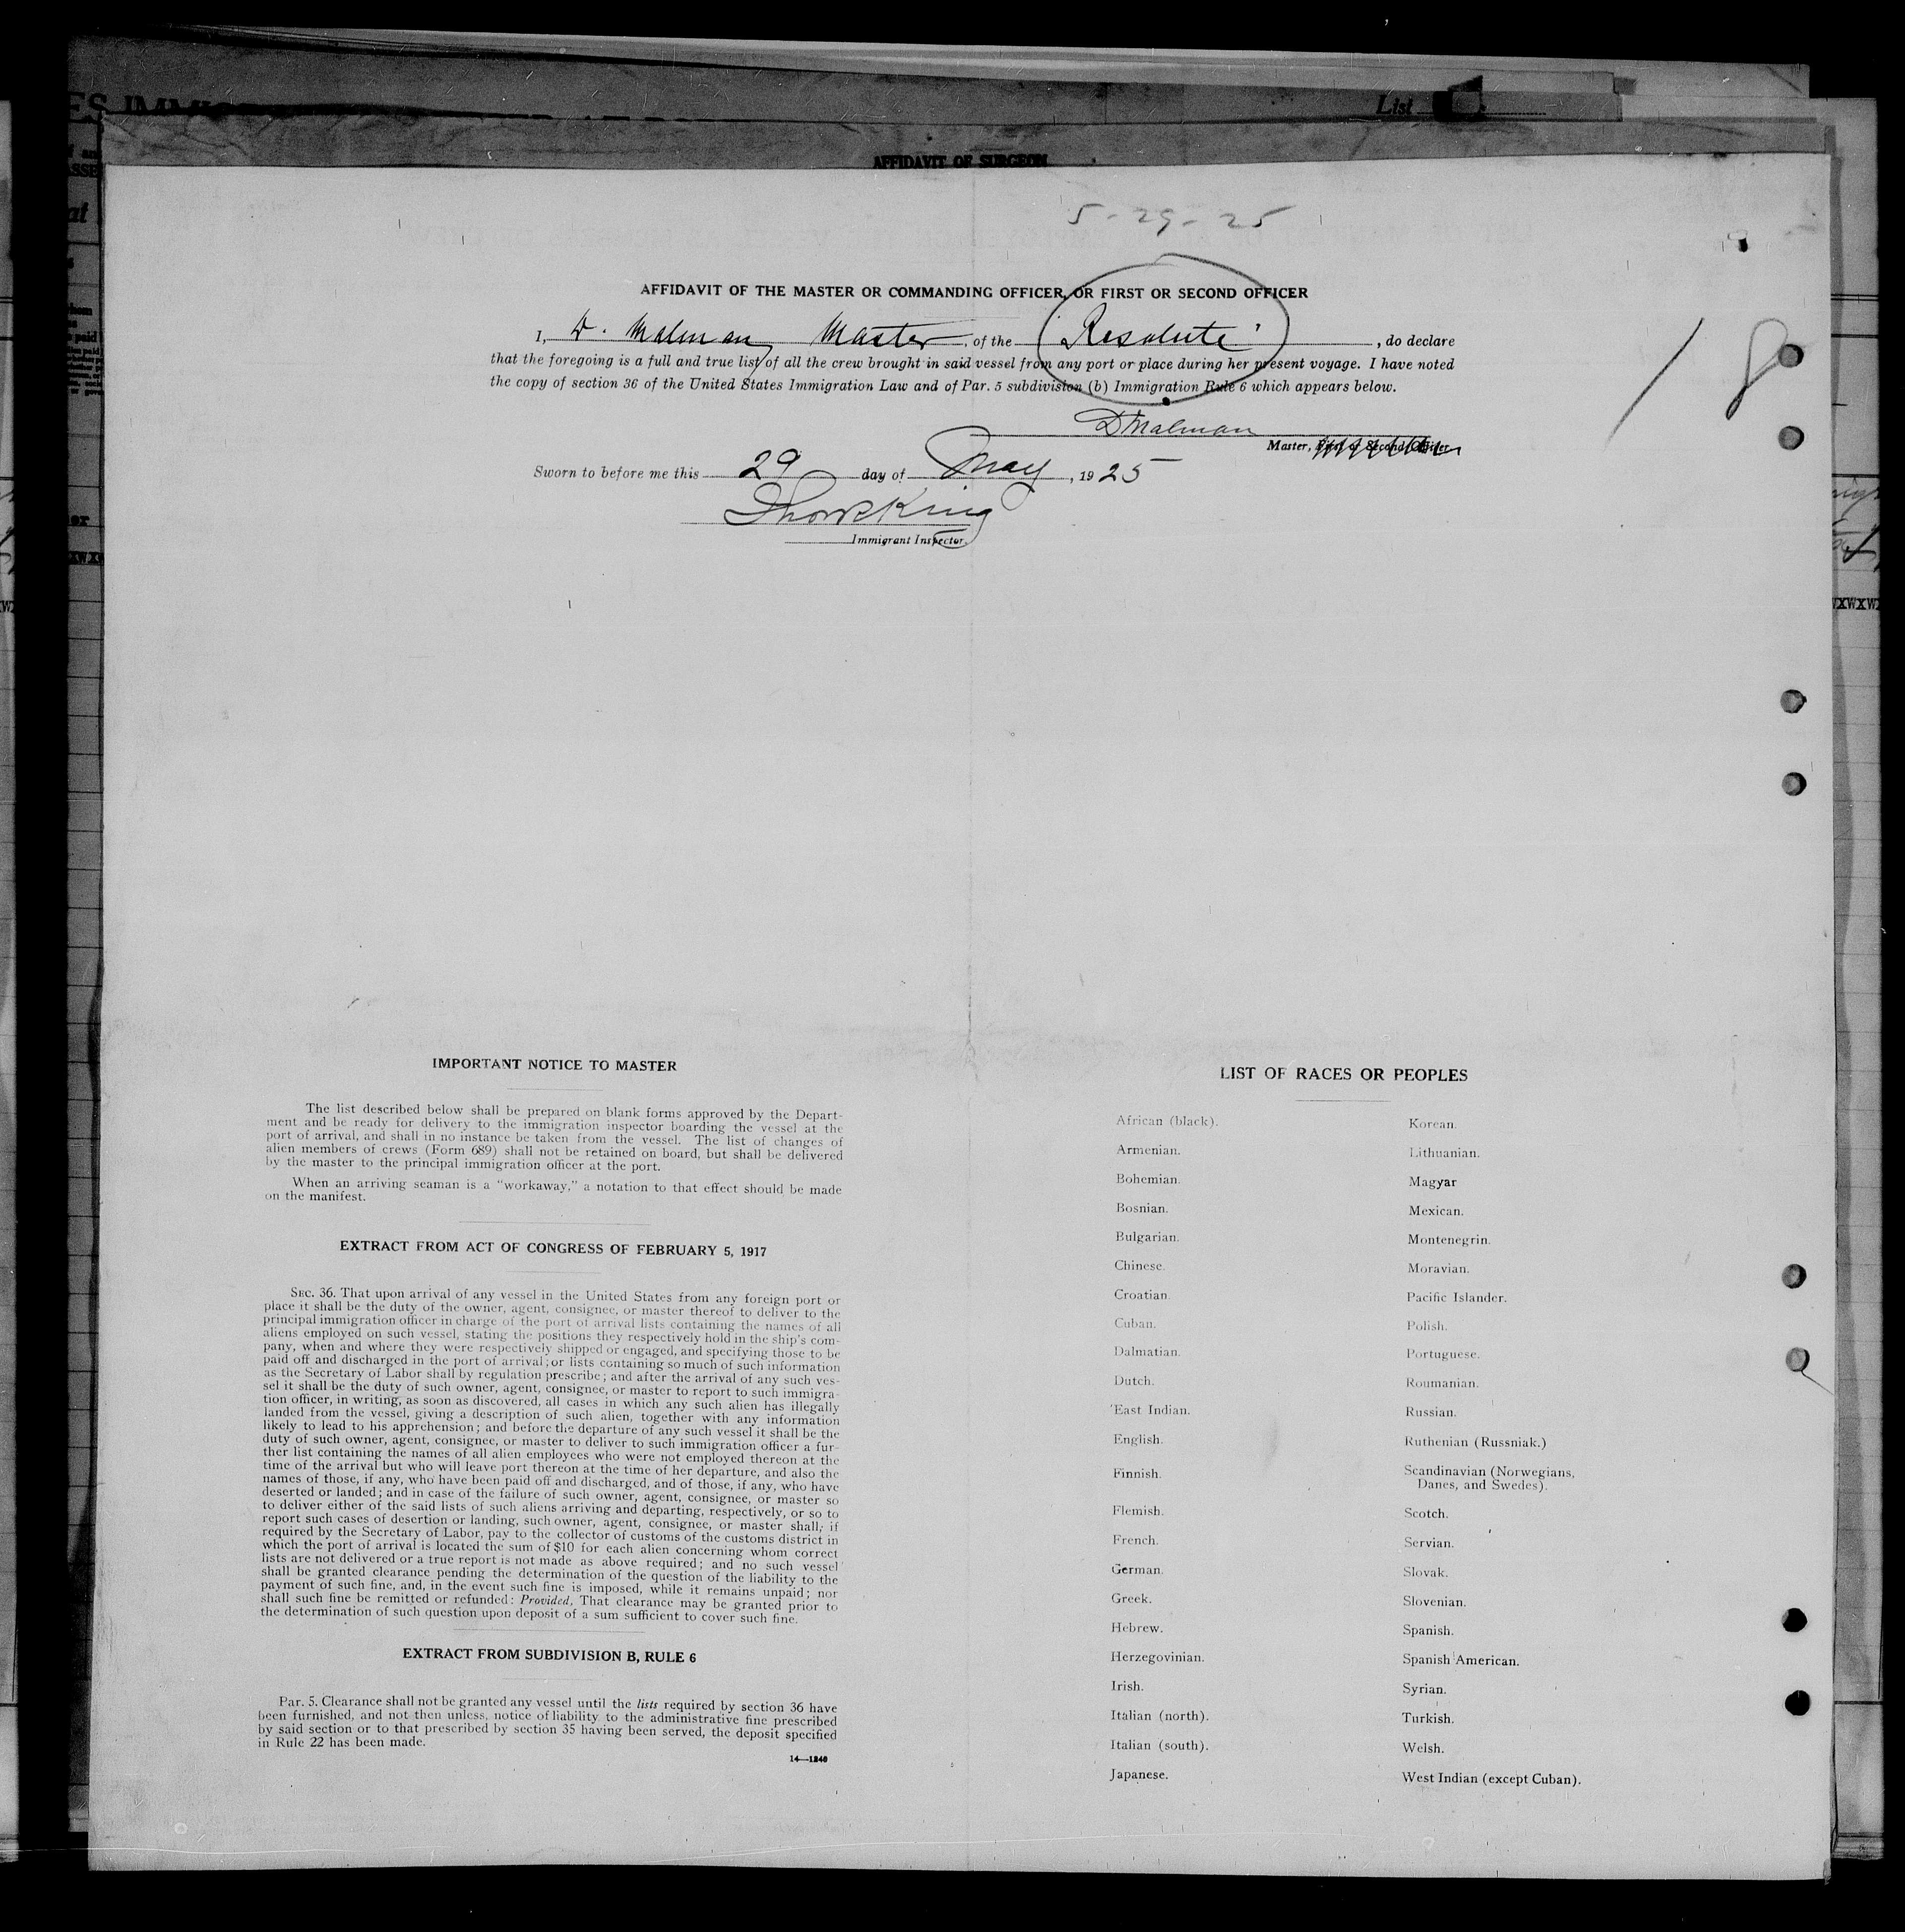 List
AFFIDAVIT OF SURGEON
5-29-25
AFFIDAVIT OF THE MASTER OR COMMANDING OFFICER, OR FIRST OR SECOND OFFICER
I, D. Malman, Master, of the "Resolute", do declare
that the foregoing is a full and true list of all the crew brought in said vessel from any port or place during her present voyage. I have noted
the copy of section 36 of the United States Immigration Law and of Par. 5 subdivision (b) Immigration Rule 6 which appears below.
18
D Malman
Master, First or Second Officer.
Sworn to before me this 29 day of May, 1925
King
Immigrant Inspector.
IMPORTANT NOTICE TO MASTER
The list described below shall be prepared on blank forms approved by the Depart-
ment and be ready for delivery to the immigration inspector boarding the vessel at the
port of arrival, and shall in no instance be taken from the vessel. The list of changes of
alien members of crews (Form 689) shall not be retained on board, but shall be delivered
by the master to the principal immigration officer at the port.
When an arriving seaman is a "workaway," a notation to that effect should be made
on the manifest.
EXTRACT FROM ACT OF CONGRESS OF FEBRUARY 5, 1917
SEC. 36. That upon arrival of any vessel in the United States from any foreign port or
place it shall be the duty of the owner, agent, consignee, or master thereof to deliver to the
principal immigration officer in charge of the port of arrival lists containing the names of all
aliens employed on such vessel, stating the positions they respectively hold in the ship's com-
pany, when and where they were respectively shipped or engaged, and specifying those to be
paid off and discharged in the port of arrival; or lists containing so much of such information
as the Secretary of Labor shall by regulation prescribe; and after the arrival of any such ves-
sel it shall be the duty of such owner, agent, consignee, or master to report to such immigra-
tion officer, in writing, as soon as discovered, all cases in which any such alien has illegally
landed from the vessel, giving a description of such alien, together with any information
likely to lead to his apprehension; and before the departure of any such vessel it shall be the
duty of such owner, agent, consignee, or master to deliver to such immigration officer a fur-
ther list containing the names of all alien employees who were not employed thereon at the
time of the arrival but who will leave port thereon at the time of her departure, and also the
names of those, if any, who have been paid off and discharged, and of those, if any, who have
deserted or landed; and in case of the failure of such owner, agent, consignee, or master so
to deliver either of the said lists of such aliens arriving and departing, respectively, or so to
report such cases of desertion or landing, such owner, agent, consignee, or master shall, if
required by the Secretary of Labor, pay to the collector of customs of the customs district in
which the port of arrival is located the sum of $10 for each alien concerning whom correct
lists are not delivered or a true report is not made as above required; and no such vessel
shall be granted clearance pending the determination of the question of the liability to the
payment of such fine, and, in the event such fine is imposed, while it remains unpaid; nor
shall such fine be remitted or refunded: Provided, That clearance may be granted prior to
the determination of such question upon deposit of a sum sufficient to cover such fine.
EXTRACT FROM SUBDIVISION B, RULE 6
Par. 5. Clearance shall not be granted any vessel until the lists required by section 36 have
been furnished, and not then unless, notice of liability to the administrative fine prescribed
by said section or to that prescribed by section 35 having been served, the deposit specified
in Rule 22 has been made.
14—1240
LIST OF RACES OR PEOPLES
African (black).
Armenian.
Bohemian.
Bosnian.
Bulgarian.
Chinese.
Croatian.
Cuban.
Dalmatian.
Dutch.
East Indian.
English.
Finnish.
Flemish.
French.
German.
Greek.
Hebrew.
Herzegovinian.
Irish.
Italian (north).
Italian (south).
Japanese.
Korean.
Lithuanian.
Magyar
Mexican.
Montenegrin.
Moravian.
Pacific Islander.
Polish.
Portuguese.
Roumanian.
Russian.
Ruthenian (Russniak.)
Scandinavian (Norwegians,
Danes, and Swedes).
Scotch.
Servian.
Slovak.
Slovenian.
Spanish.
Spanish American.
Syrian.
Turkish.
Welsh.
West Indian (except Cuban).